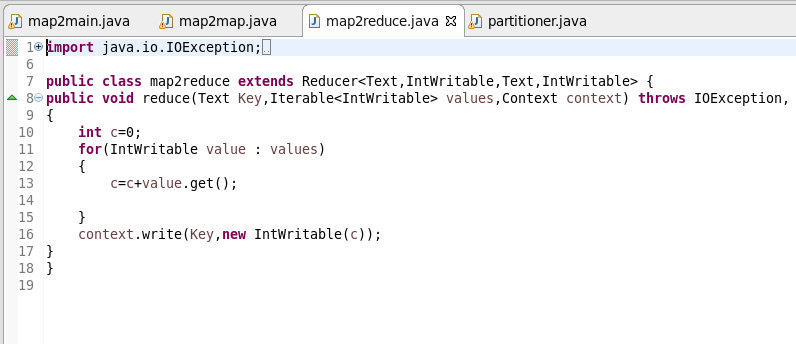 map2main.java map2map.java map2reduce.java partitioner.java
1 import java.io.IOException;
6
7 public class map2reduce extends Reducer<Text,IntWritable,Text,IntWritable> {
8 public void reduce(Text Key,Iterable<IntWritable> values,Context context) throws IOException,
9 {
10 int c=0;
11 for(IntWritable value : values)
12 {
13 c=c+value.get();
14
15 }
16 context.write(Key,new IntWritable(c));
17 }
18 }
19